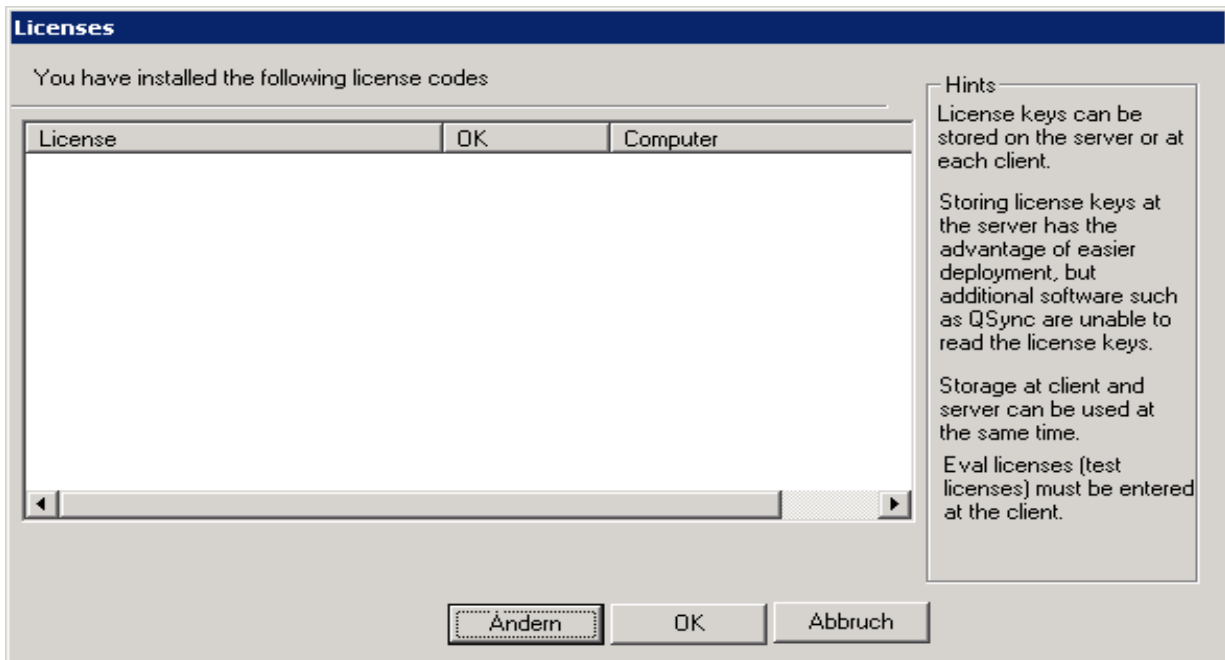 Licenses
You have installed the following license codes
License OK Computer
Hints
License keys can be
stored on the server or at
each client.
Storing license keys at
the server has the
advantage of easier
deployment, but
additional software such
as QSync are unable to
read the license keys.
Storage at client and
server can be used at
the same time.
Eval licenses (test
licenses) must be entered
at the client.
Ändern OK Abbruch